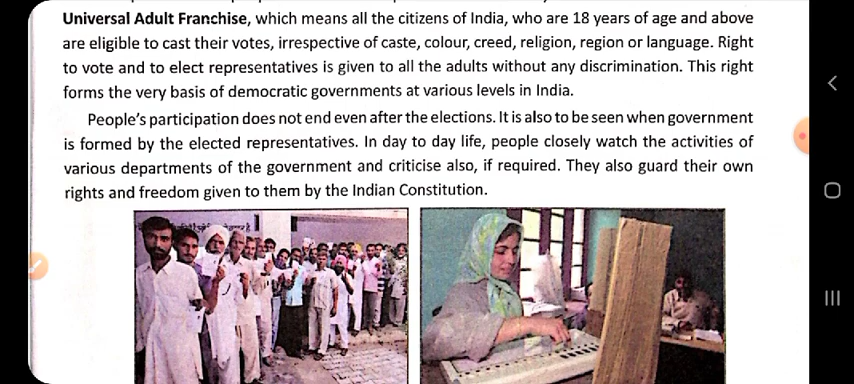 Universal Adult Franchise, which means all the citizens of India, who are 18 years of age and above
are eligible to cast their votes, irrespective of caste, colour, creed, religion, region or language. Right
to vote and to elect representatives is given to all the adults without any discrimination. This right
forms the very basis of democratic governments at various levels in India.
People's participation does not end even after the elections. It is also to be seen when government
is formed by the elected representatives. In day to day life, people closely watch the activities of
various departments of the government and criticise also, if required. They also guard their own
rights and freedom given to them by the Indian Constitution.